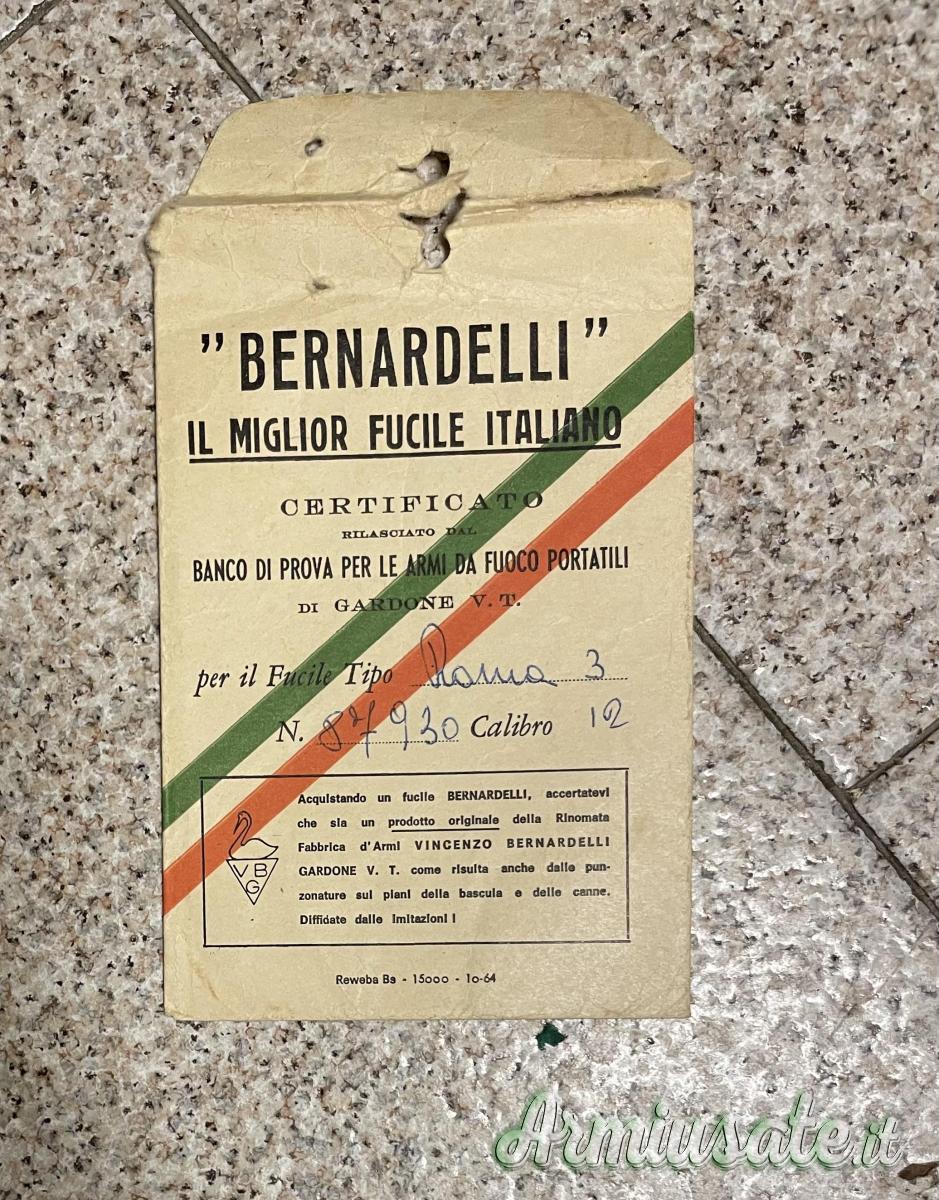 "BERNARDELLI"
IL MIGLIOR FUCILE ITALIANO
CERTIFICATO
RILASCIATO DAL
BANCO DI PROVA PER LE ARMI DA FUOCO PORTATILI
DI GARDONE V. T.
per il Fucile Tipo Roma 3
N. 87930 Calibro 12
Acquistando un fucile BERNARDELLI, accertatevi
che sia un prodotto originale della Rinomata
Fabbrica d'Armi VINCENZO BERNARDELLI
GARDONE V. T. come risulta anche dalle pun-
zonature sui piani della bascula e delle canne.
Diffidate dalle Imitazioni !
V B
G
Reweba Bs - 15000 - 10-64
Armiusate.it